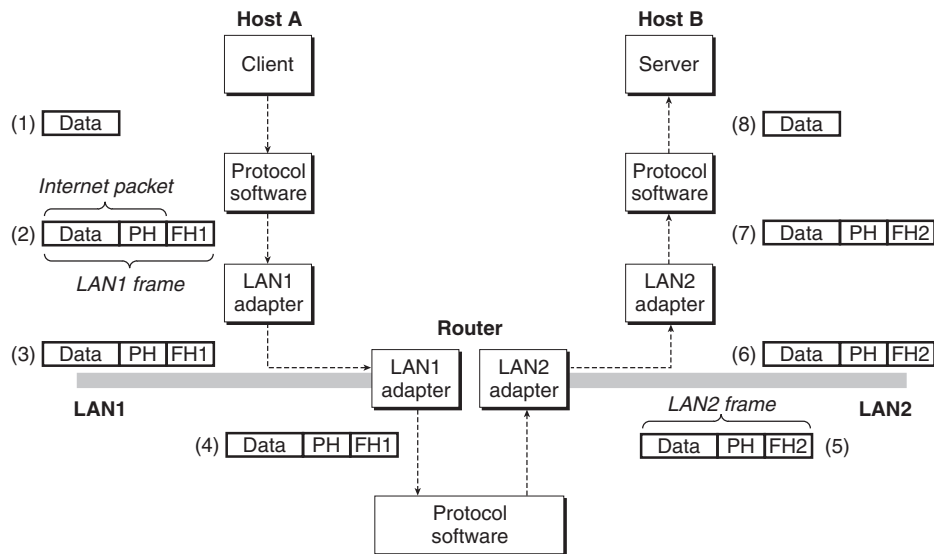 Host A
Host B
Client
Server
(1) Data
(8) Data
Protocol
software
Protocol
software
Internet packet
(2) Data PH FH1
(7) Data PH FH2
LAN1 frame
LAN1
adapter
LAN2
adapter
Router
(3) Data PH FH1
(6) Data PH FH2
LAN1
adapter
LAN2
adapter
LAN1
LAN2
LAN2 frame
(4) Data PH FH1
Data PH FH2 (5)
Protocol
software